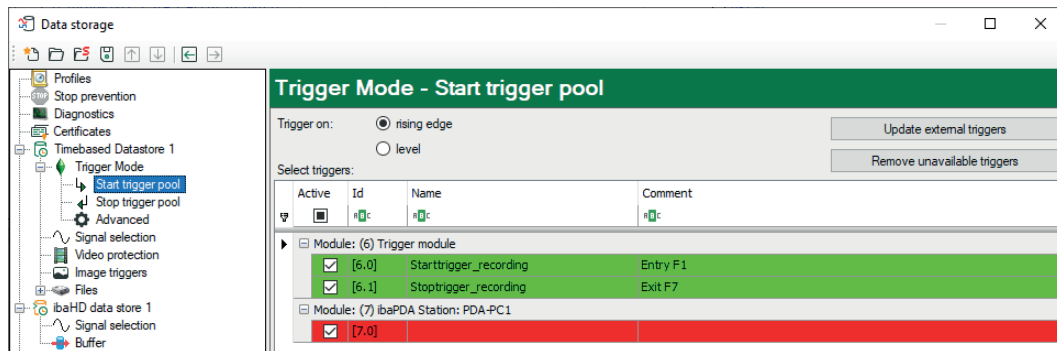 Data storage
Profiles
Stop prevention
Diagnostics
Certificates
Timebased Datastore 1
Trigger Mode
Start trigger pool
Stop trigger pool
Advanced
Signal selection
Video protection
Image triggers
Files
ibaHD data store 1
Signal selection
Buffer
Trigger Mode - Start trigger pool
Trigger on: rising edge
level
Update external triggers
Remove unavailable triggers
Select triggers:
Active Id Name Comment
Module: (6) Trigger module
[6.0] Starttrigger_recording Entry F1
[6.1] Stoptrigger_recording Exit F7
Module: (7) ibaPDA Station: PDA-PC1
[7.0]